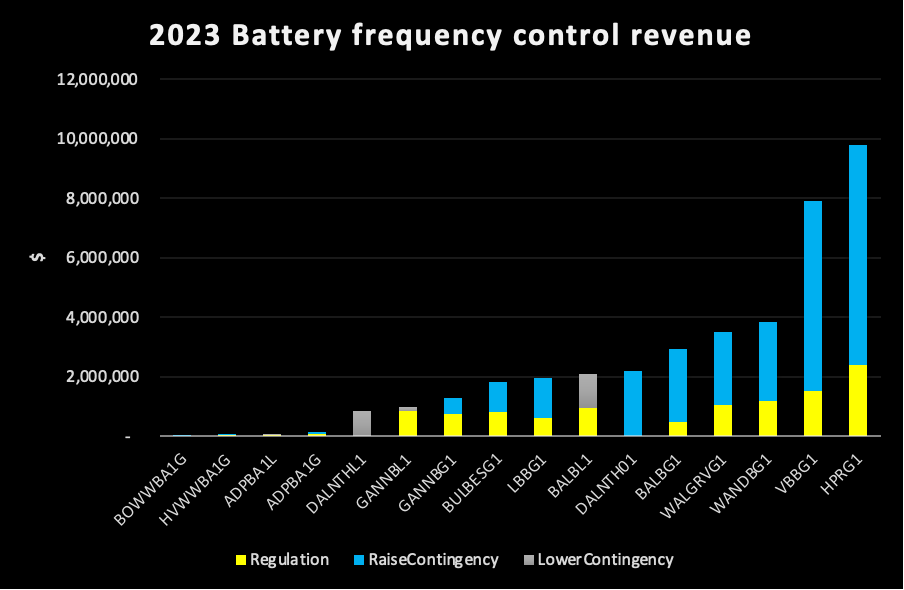 2023 Battery frequency control revenue
12,000,000
10,000,000
8,000,000
6,000,000
4,000,000
2,000,000
-
$
BOWWBA1G
HVWWBA1G
ADPBA1L
ADPBA1G
DALNTHL1
GANNBL1
GANNBG1
BULBESG1
LBBG1
BALBL1
DALNTH01
BALBG1
WALGRVG1
WANDBG1
VBBG1
HPRG1
Regulation RaiseContingency LowerContingency